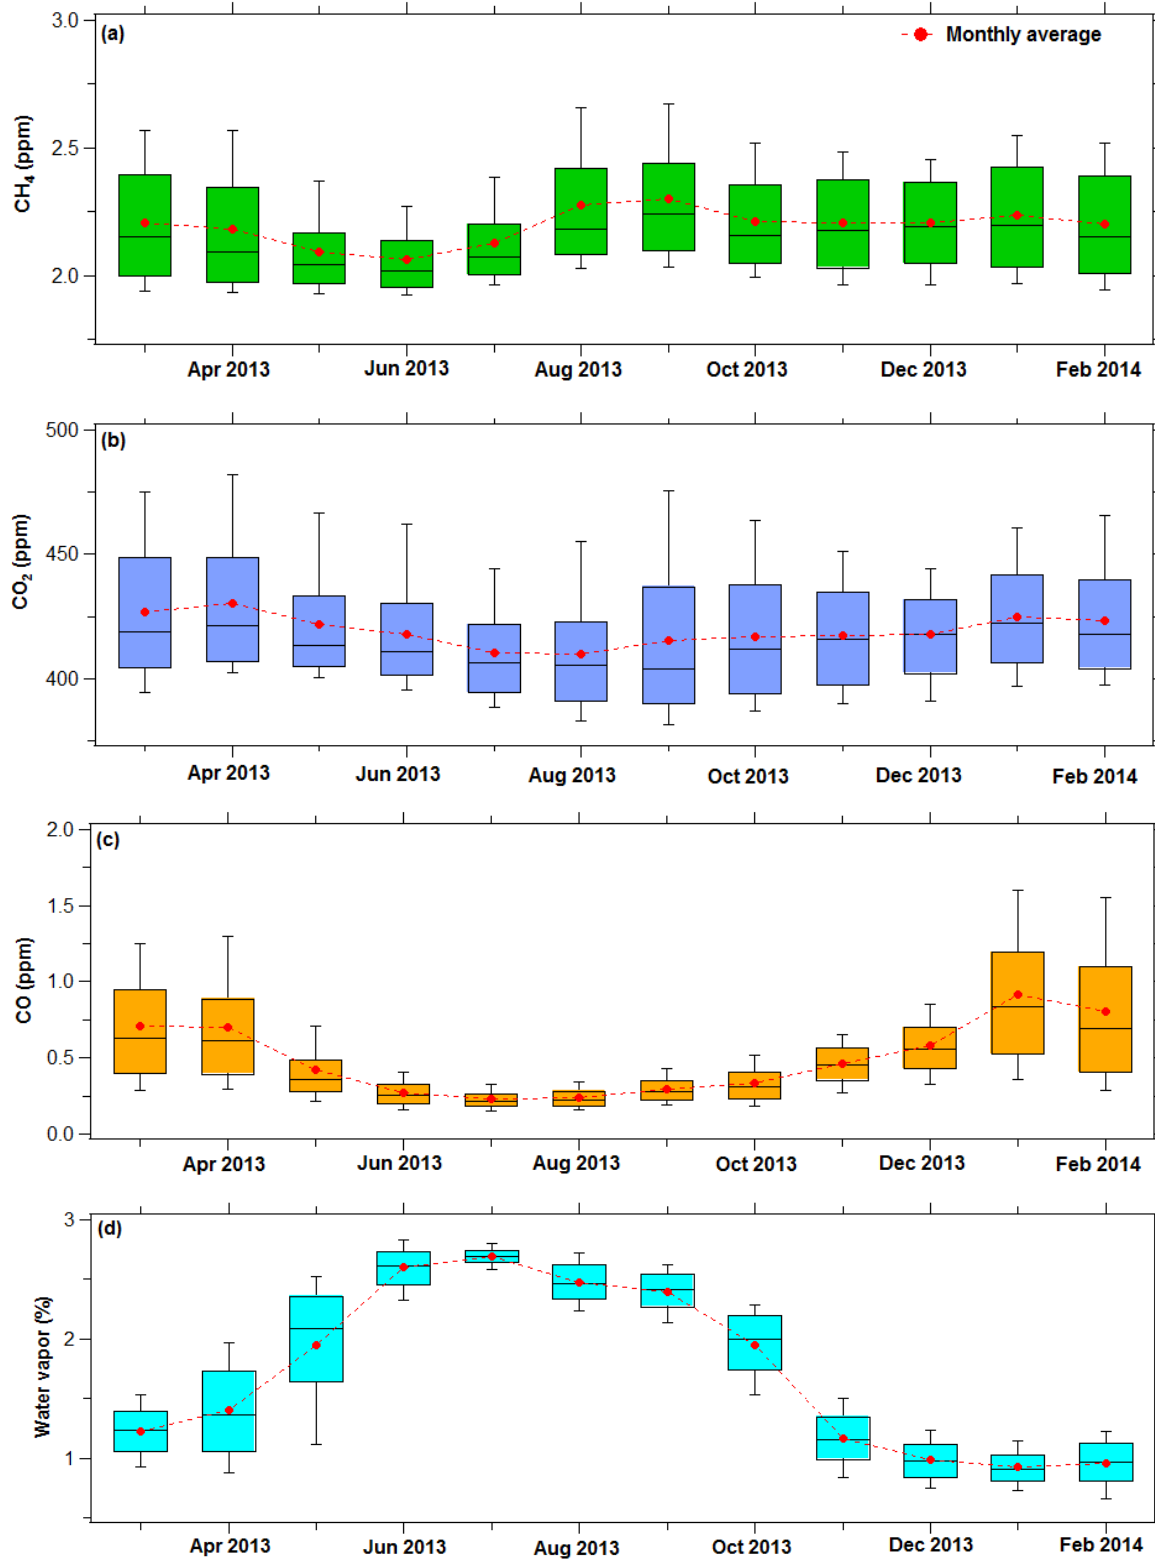 3.0
(a)
Monthly average
2.5
2.0
CH₄ (ppm)
Apr 2013 Jun 2013 Aug 2013 Oct 2013 Dec 2013 Feb 2014
500
(b)
450
400
CO₂ (ppm)
Apr 2013 Jun 2013 Aug 2013 Oct 2013 Dec 2013 Feb 2014
2.0
(c)
1.5
1.0
0.5
0.0
CO (ppm)
Apr 2013 Jun 2013 Aug 2013 Oct 2013 Dec 2013 Feb 2014
3
(d)
2
1
Water vapor (%)
Apr 2013 Jun 2013 Aug 2013 Oct 2013 Dec 2013 Feb 2014